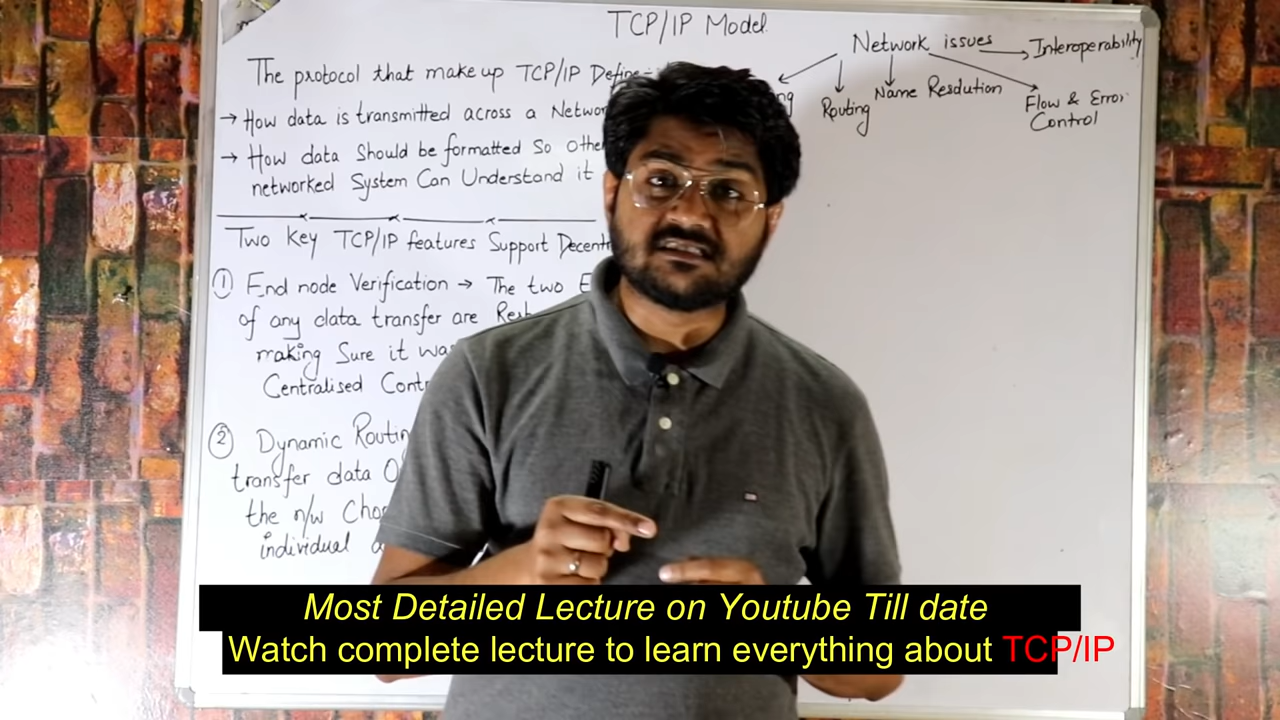 TCP/IP Model
The protocol that make up TCP/IP Define
→ How data is transmitted across a
→ How data Should be formatted So
networked System Can Understand it
Two Key TCP/IP features Support
① End node Verification → The two
of any data transfer are
making Sure it
Centralised
② Dynamic
transfer data
the n/w
individual
Network issues
Routing
Name Resolution
Flow & Error
Control
Interoperability
Most Detailed Lecture on Youtube Till date
Watch complete lecture to learn everything about TCP/IP